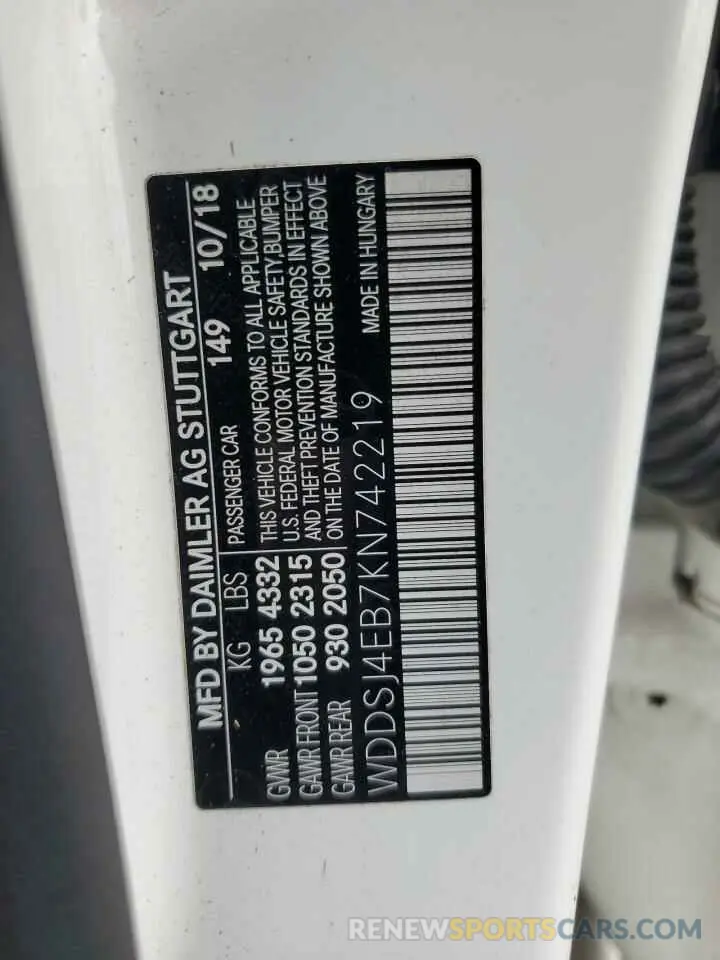 MFD BY DAIMLER AG STUTTGART
KG LBS PASSENGER CAR 149 10/18
GVWR 1965 4332 THIS VEHICLE CONFORMS TO ALL APPLICABLE
U.S. FEDERAL MOTOR VEHICLE SAFETY,BUMPER
GAWR FRONT 1050 2315 AND THEFT PREVENTION STANDARDS IN EFFECT
GAWR REAR 930 2050 ON THE DATE OF MANUFACTURE SHOWN ABOVE
WDDSJ4EB7KN742219 MADE IN HUNGARY
RENEWSPORTSCARS.COM